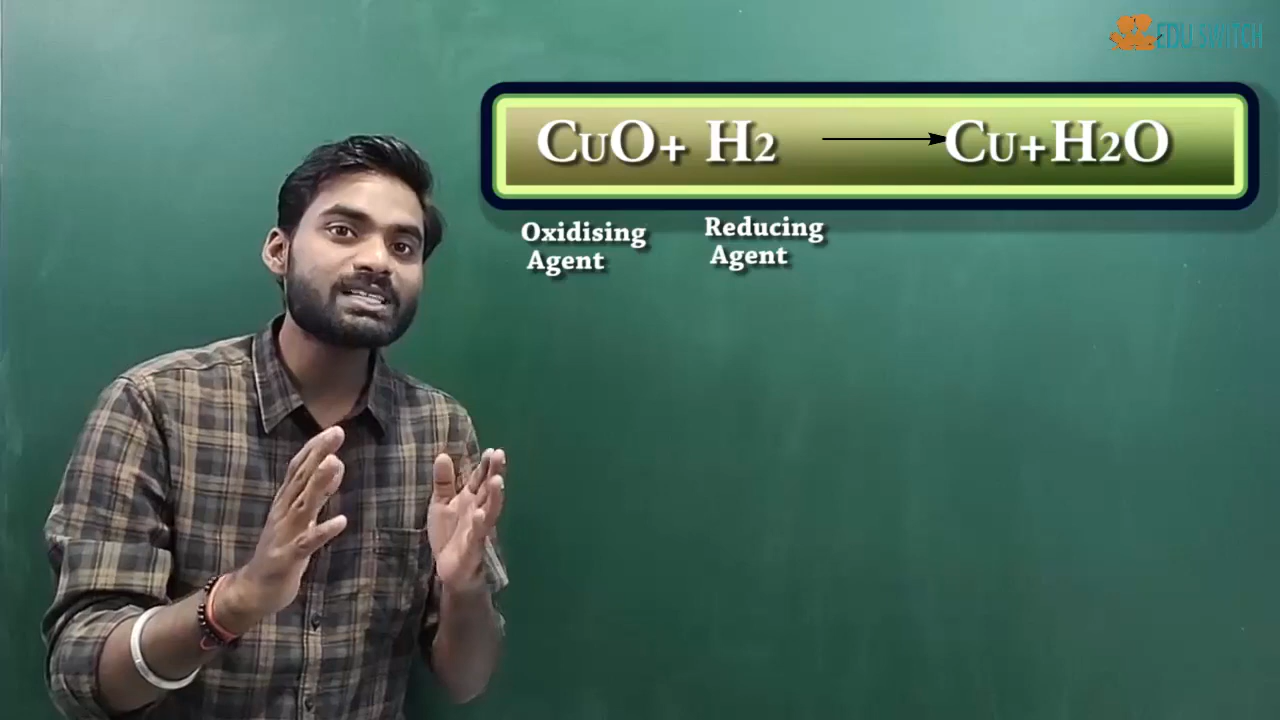 EDU SWITCH
CuO+ H2 CU+H2O
Oxidising Reducing
Agent Agent